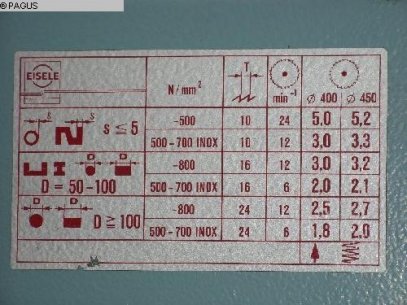 © PAGUS
EISELE
N/mm² T min⁻¹ ø 400 ø 450
s s s ≤ 5 -500 10 24 5,0 5,2
500-700 INOX 10 12 3,0 3,3
D D D = 50-100 -800 16 12 3,0 3,2
500-700 INOX 16 6 2,0 2,1
D D D ≥ 100 -800 24 12 2,5 2,7
500-700 INOX 24 6 1,8 2.0